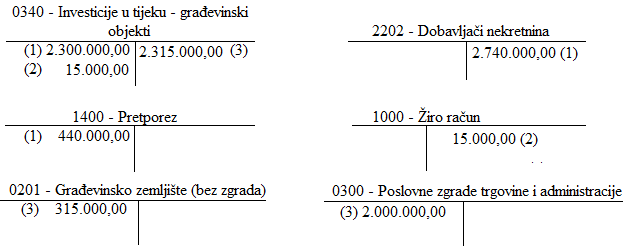 0340 - Investicije u tijeku - građevinski
objekti
(1) 2.300.000,00 2.315.000,00 (3)
(2) 15.000,00
2202 - Dobavljači nekretnina
2.740.000,00 (1)
1400 - Pretporez
(1) 440.000,00
1000 - Žiro račun
15.000,00 (2)
0201 - Građevinsko zemljište (bez zgrada)
(3) 315.000,00
0300 - Poslovne zgrade trgovine i administracije
(3) 2.000.000,00